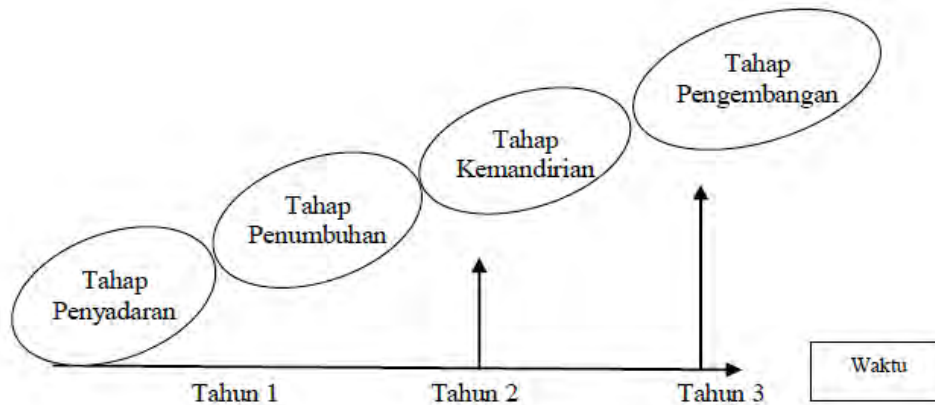 Tahap
Pengembangan
Tahap
Kemandirian
Tahap
Penumbuhan
Tahap
Penyadaran
Tahun 1
Tahun 2
Tahun 3
Waktu